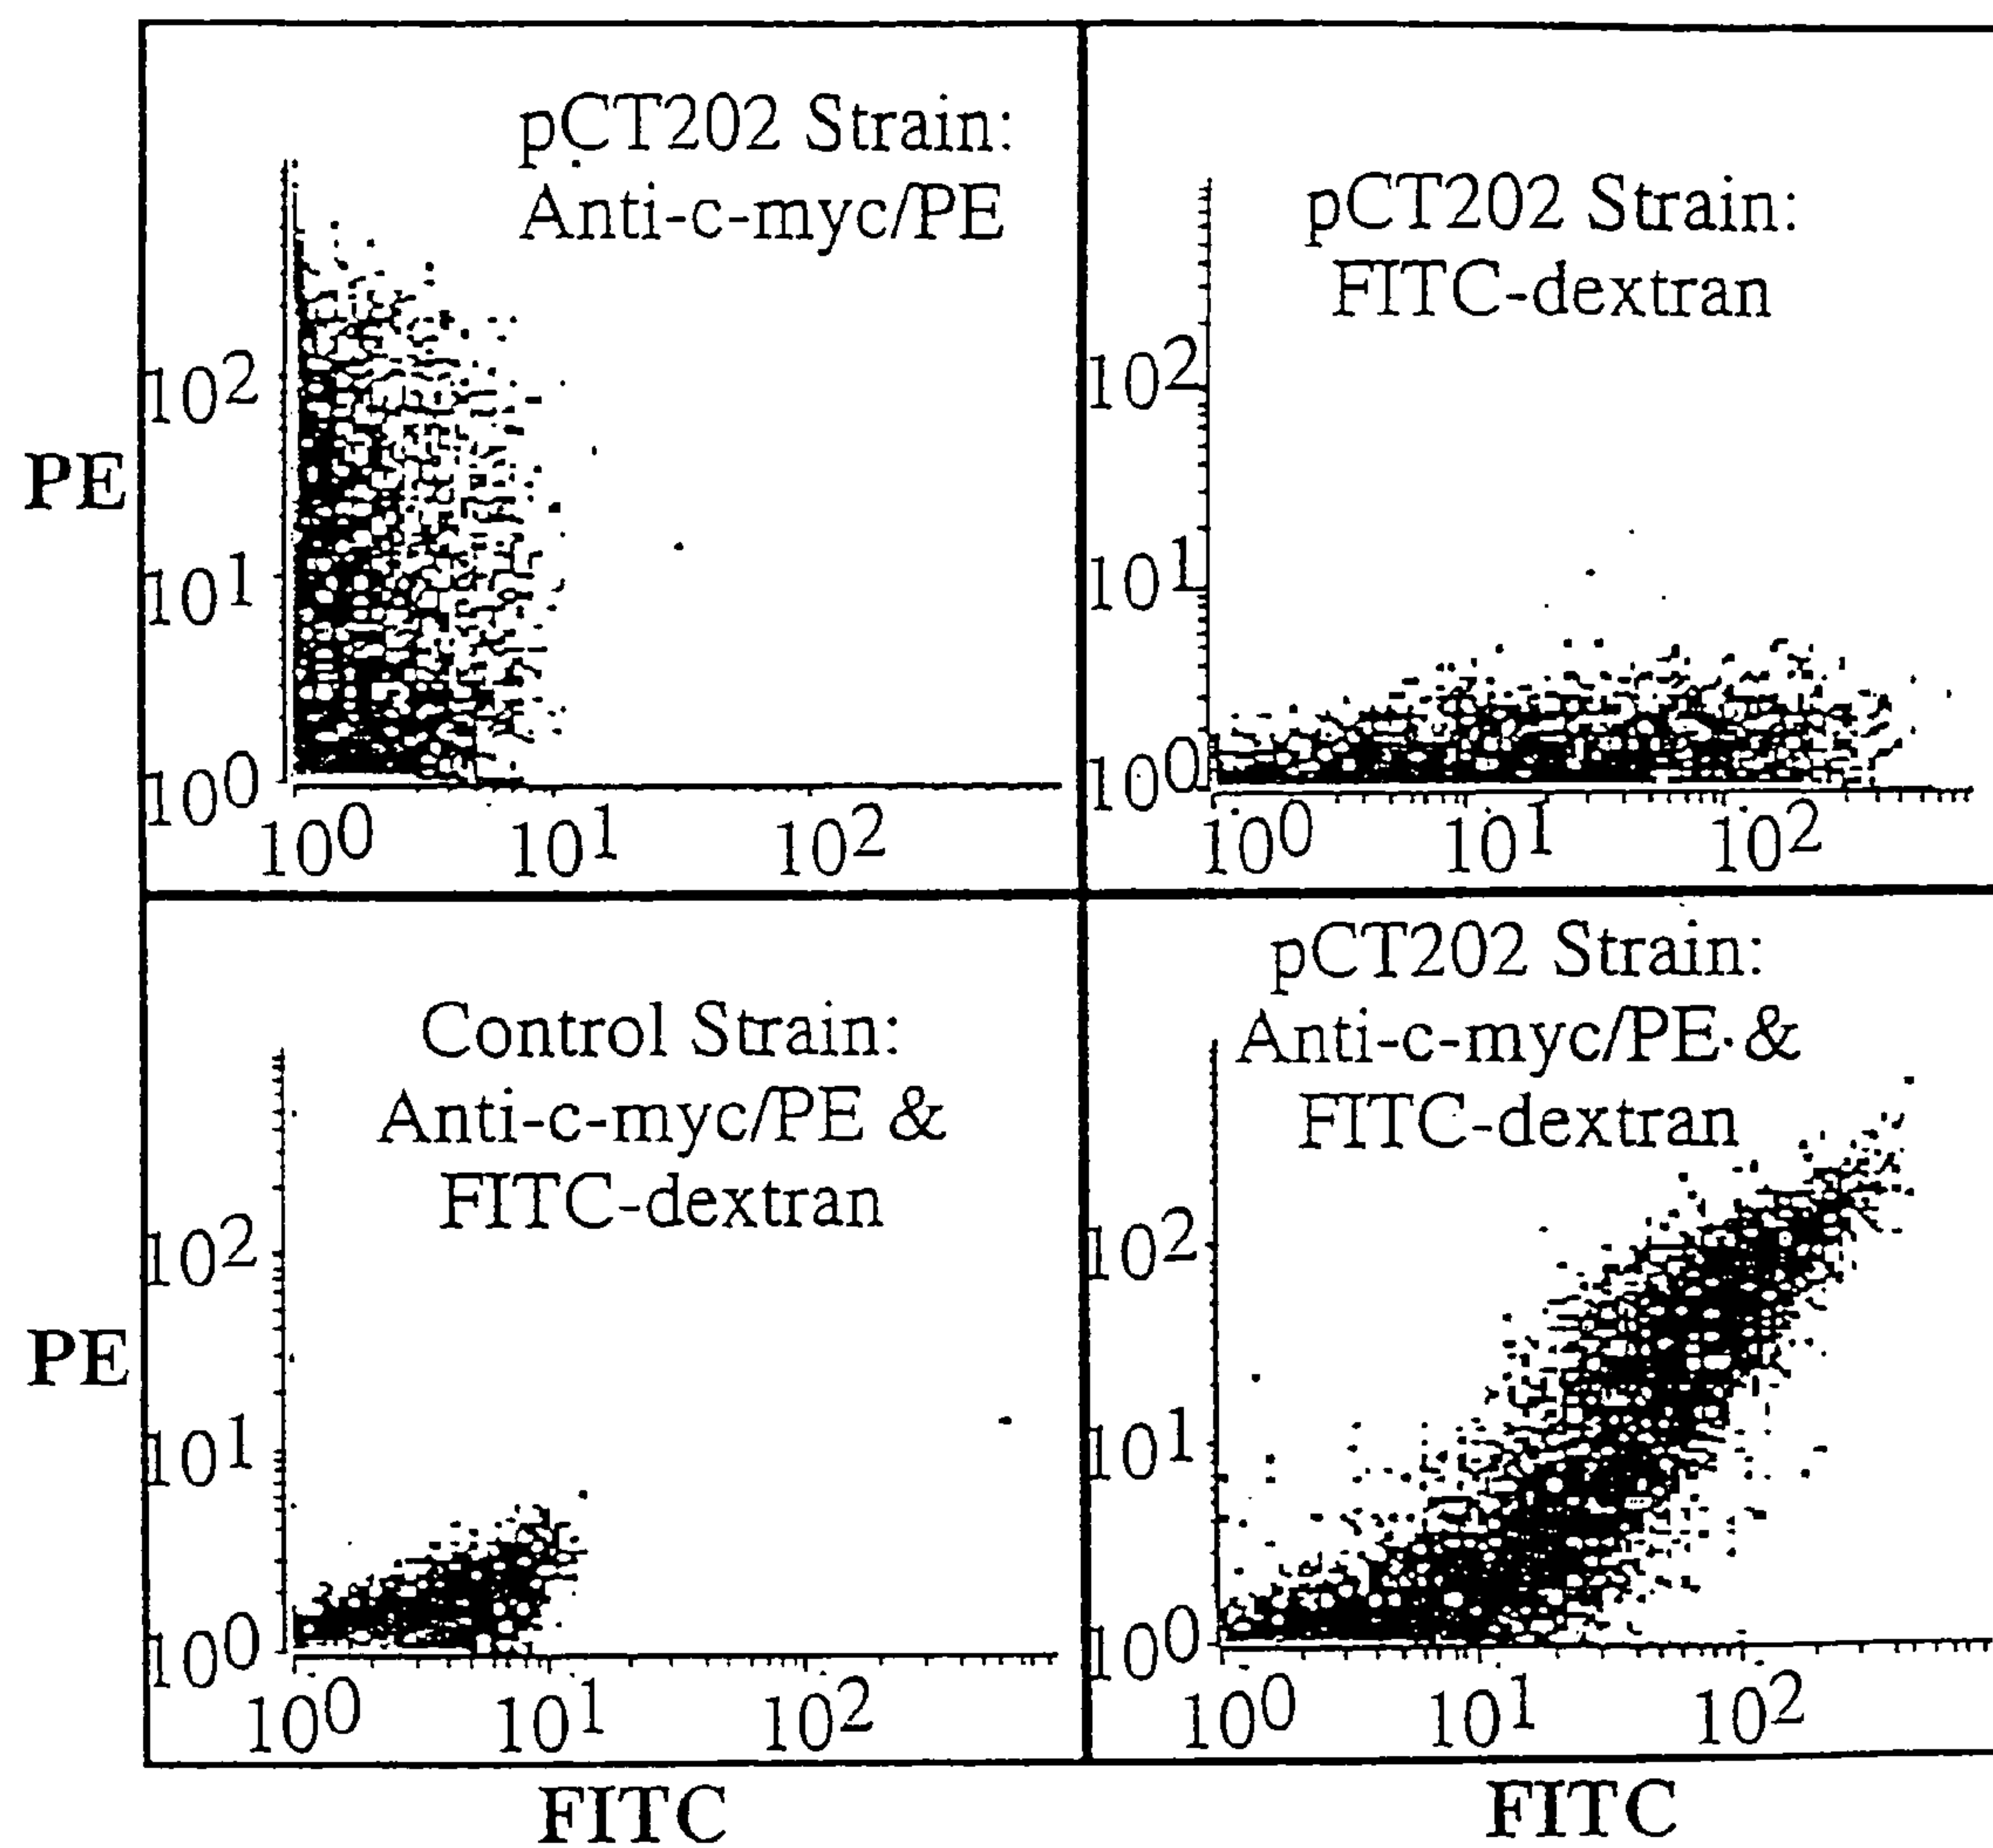 pCT202 Strain:
Anti-c-myc/PE
PE
10²
10¹
10⁰
10⁰ 10¹ 10²
pCT202 Strain:
FITC-dextran
10²
10¹
10⁰
10⁰ 10¹ 10²
Control Strain:
Anti-c-myc/PE &
FITC-dextran
PE
10²
10¹
10⁰
10⁰ 10¹ 10²
FITC
pCT202 Strain:
Anti-c-myc/PE &
FITC-dextran
10²
10¹
10⁰
10⁰ 10¹ 10²
FITC